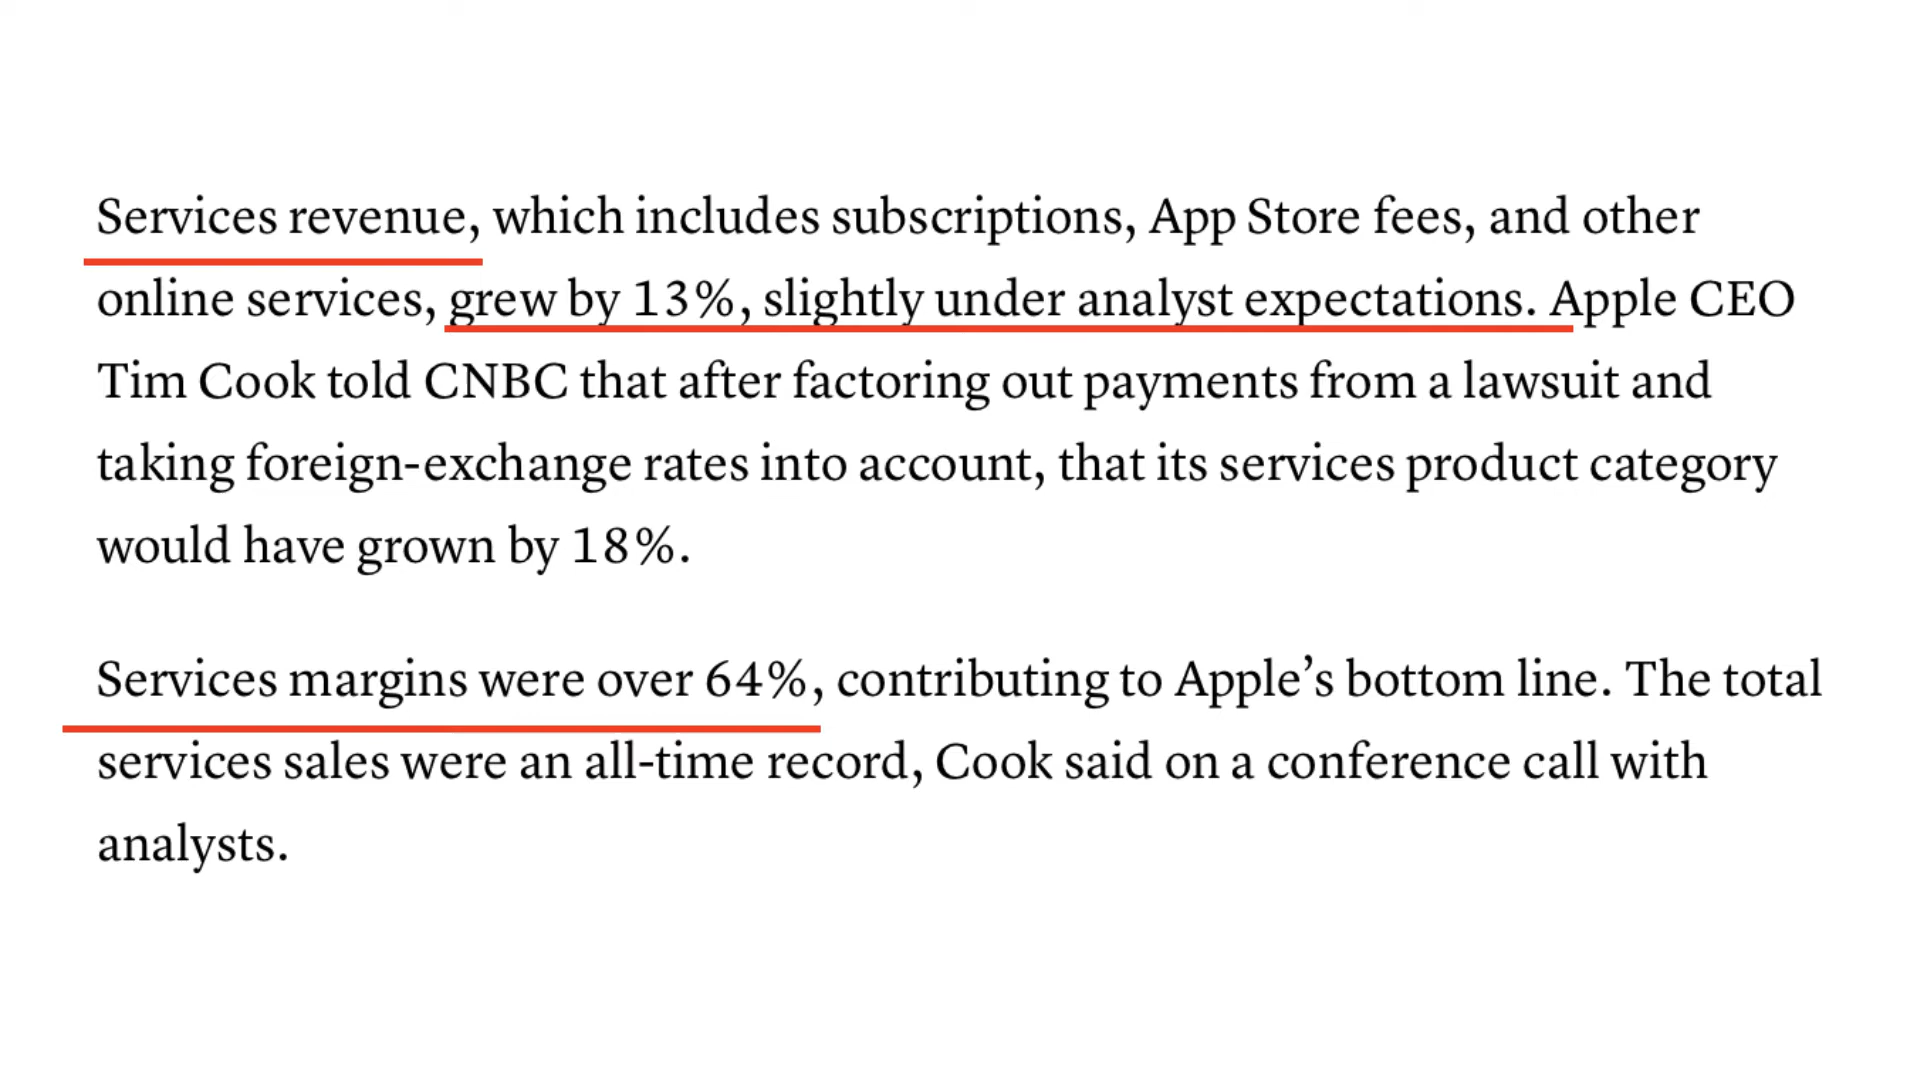 Services revenue, which includes subscriptions, App Store fees, and other
online services, grew by 13%, slightly under analyst expectations. Apple CEO
Tim Cook told CNBC that after factoring out payments from a lawsuit and
taking foreign-exchange rates into account, that its services product category
would have grown by 18%.
Services margins were over 64%, contributing to Apple’s bottom line. The total
services sales were an all-time record, Cook said on a conference call with
analysts.